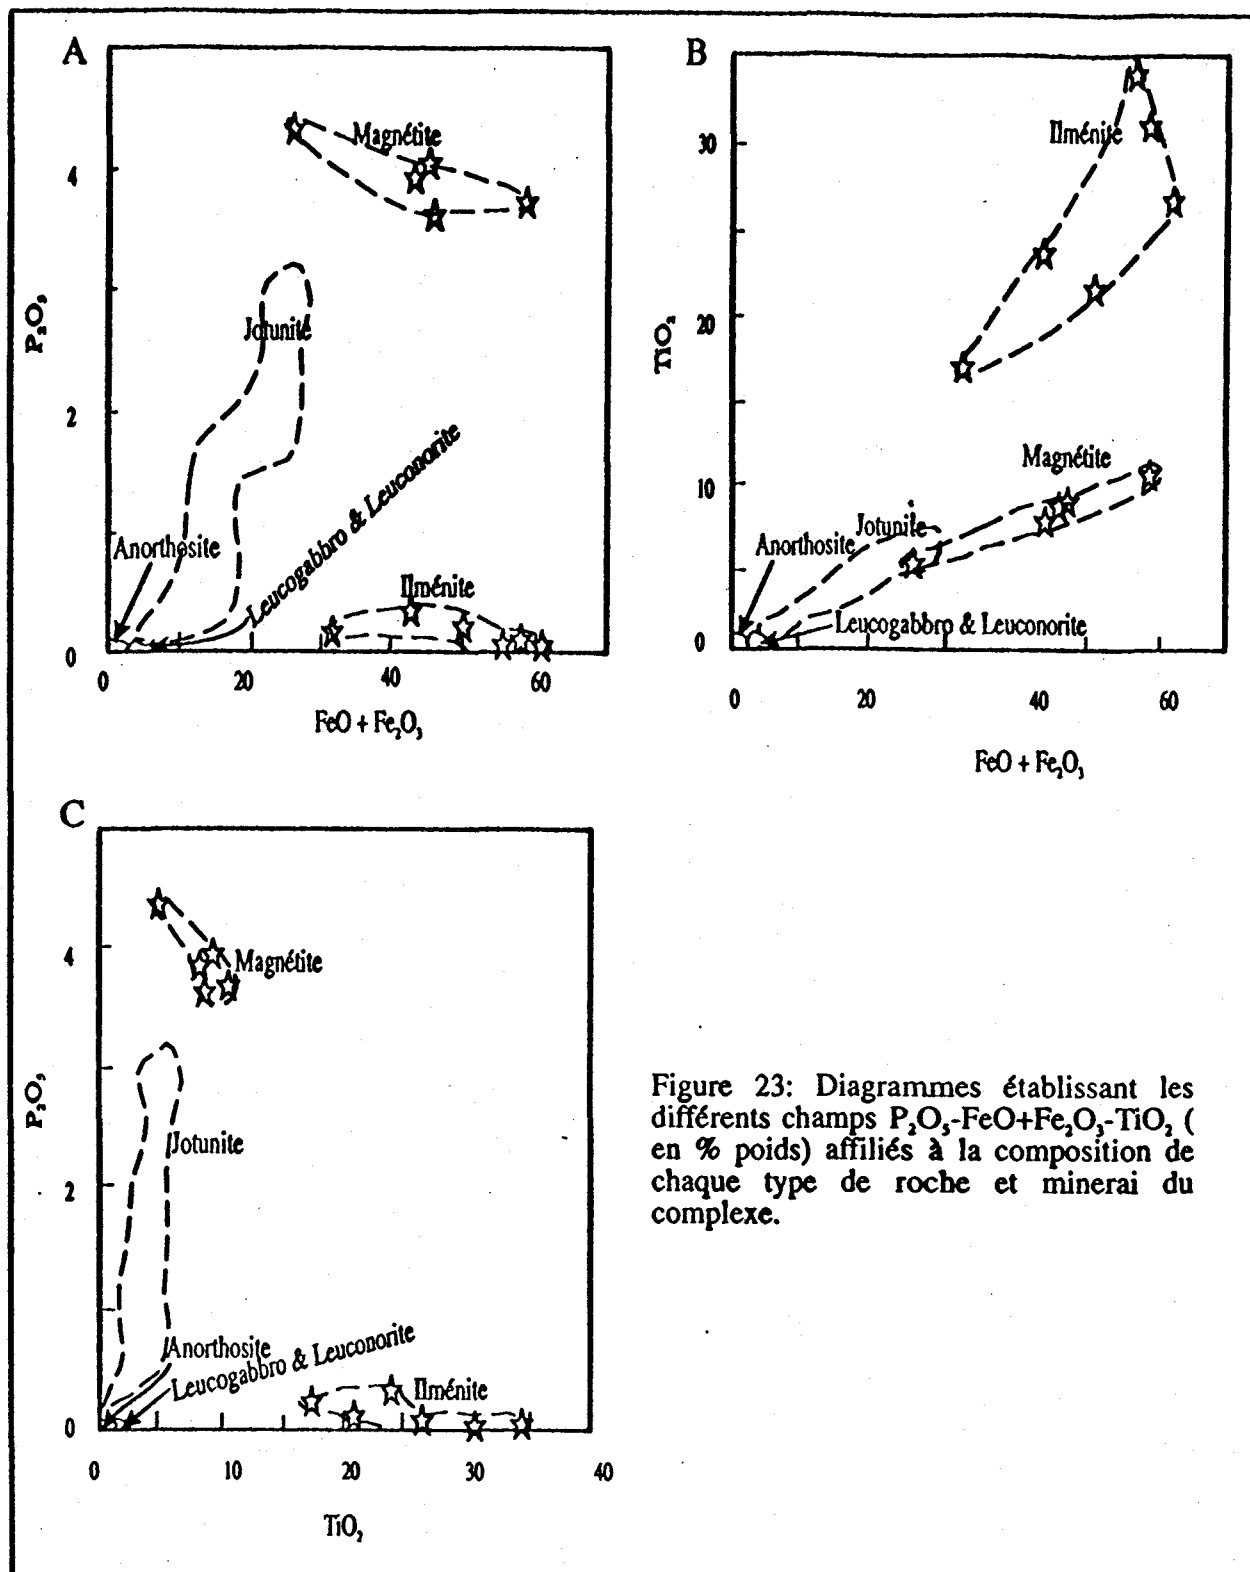 A
Magnétite
4
P₂O₅
Jotunite
2
Leucogabbro & Leuconorite
Anorthosite
Ilménite
0
0 20 40 60
FeO + Fe₂O₃
B
30
Ilménite
TiO₂
20
Magnétite
10
Jotunite
Anorthosite
Leucogabbro & Leuconorite
0
0 20 40 60
FeO + Fe₂O₃
C
4
Magnétite
P₂O₅
Jotunite
2
Anorthosite
Leucogabbro & Leuconorite
Ilménite
0
0 10 20 30 40
TiO₂
Figure 23: Diagrammes établissant les
différents champs P₂O₅-FeO+Fe₂O₃-TiO₂ (
en % poids) affiliés à la composition de
chaque type de roche et minerai du
complexe.